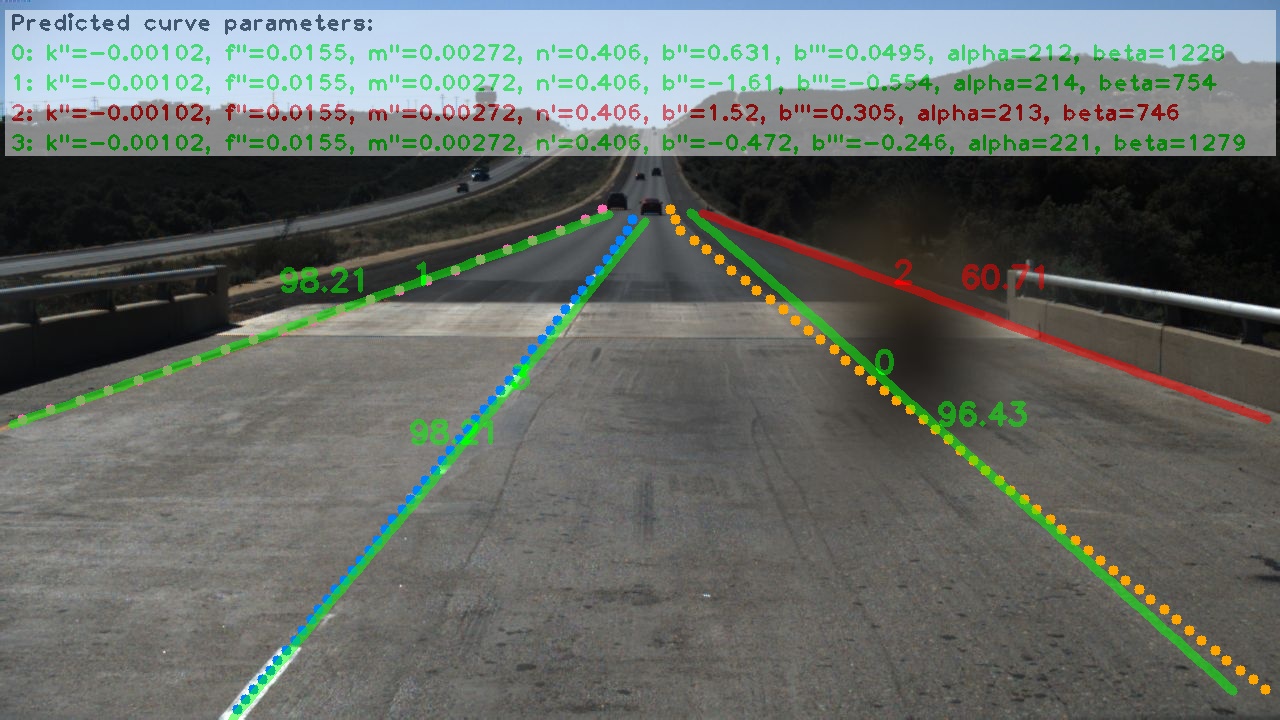 Predicted curve parameters:
0: k''=-0.00102, f''=0.0155, m''=0.00272, n'=0.406, b''=0.631, b'''=0.0495, alpha=212, beta=1228
1: k''=-0.00102, f''=0.0155, m''=0.00272, n'=0.406, b''=-1.61, b'''=-0.554, alpha=214, beta=754
2: k''=-0.00102, f''=0.0155, m''=0.00272, n'=0.406, b''=1.52, b'''=0.305, alpha=213, beta=746
3: k''=-0.00102, f''=0.0155, m''=0.00272, n'=0.406, b''=-0.472, b'''=-0.246, alpha=221, beta=1279
98.21 1
2 60.71
0
96.43
98.21